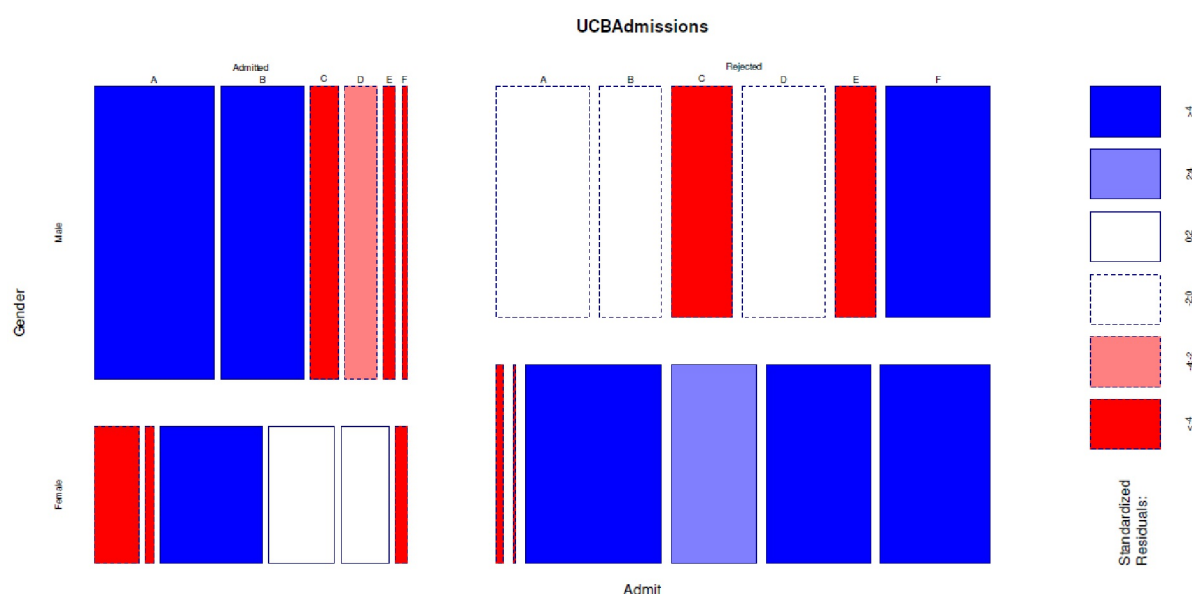 UCBAdmissions
Admitted
Rejected
A B C D E F
A B C D E F
Male
Female
Gender
Admit
>4
2:4
0:2
-2:0
-4:-2
<-4
Standardized
Residuals: